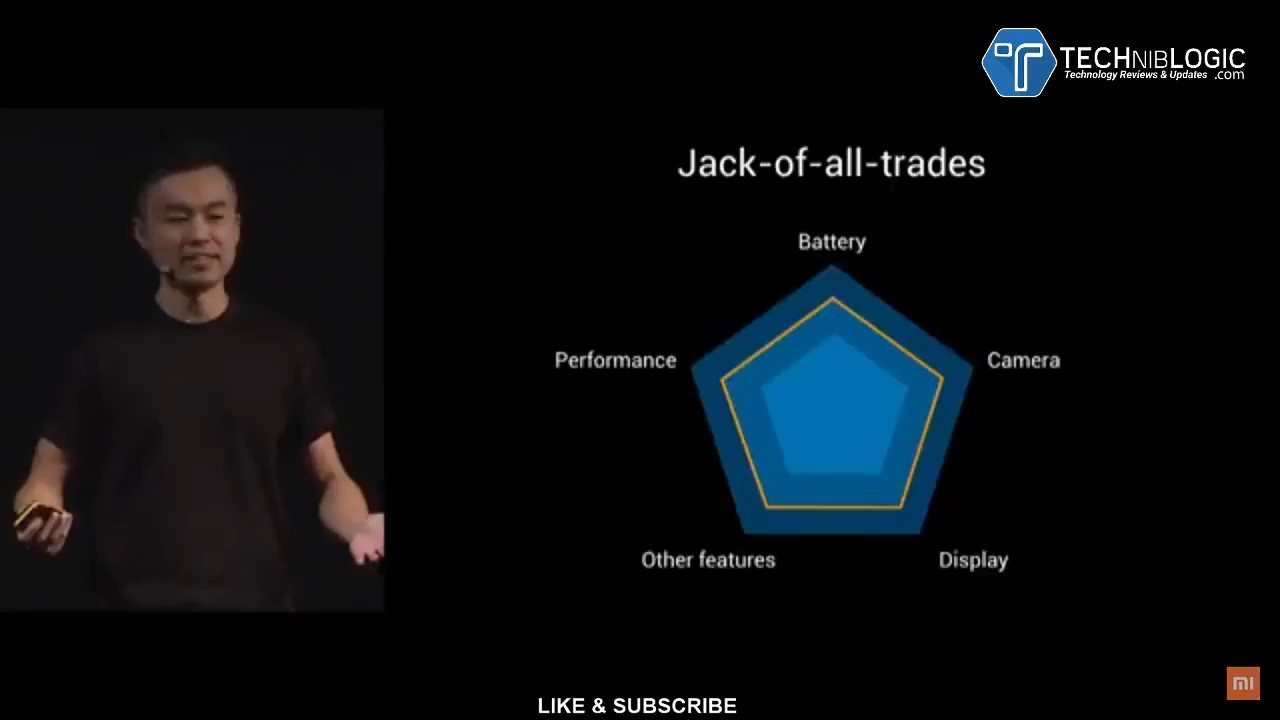 TECHNIBLOGIC
Technology Reviews & Updates .com
Jack-of-all-trades
Battery
Performance
Camera
Other features
Display
MI
LIKE & SUBSCRIBE